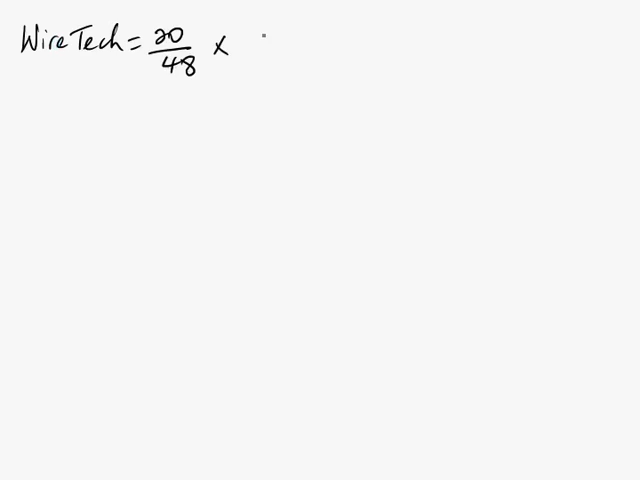 WireTech = 20/48 ×